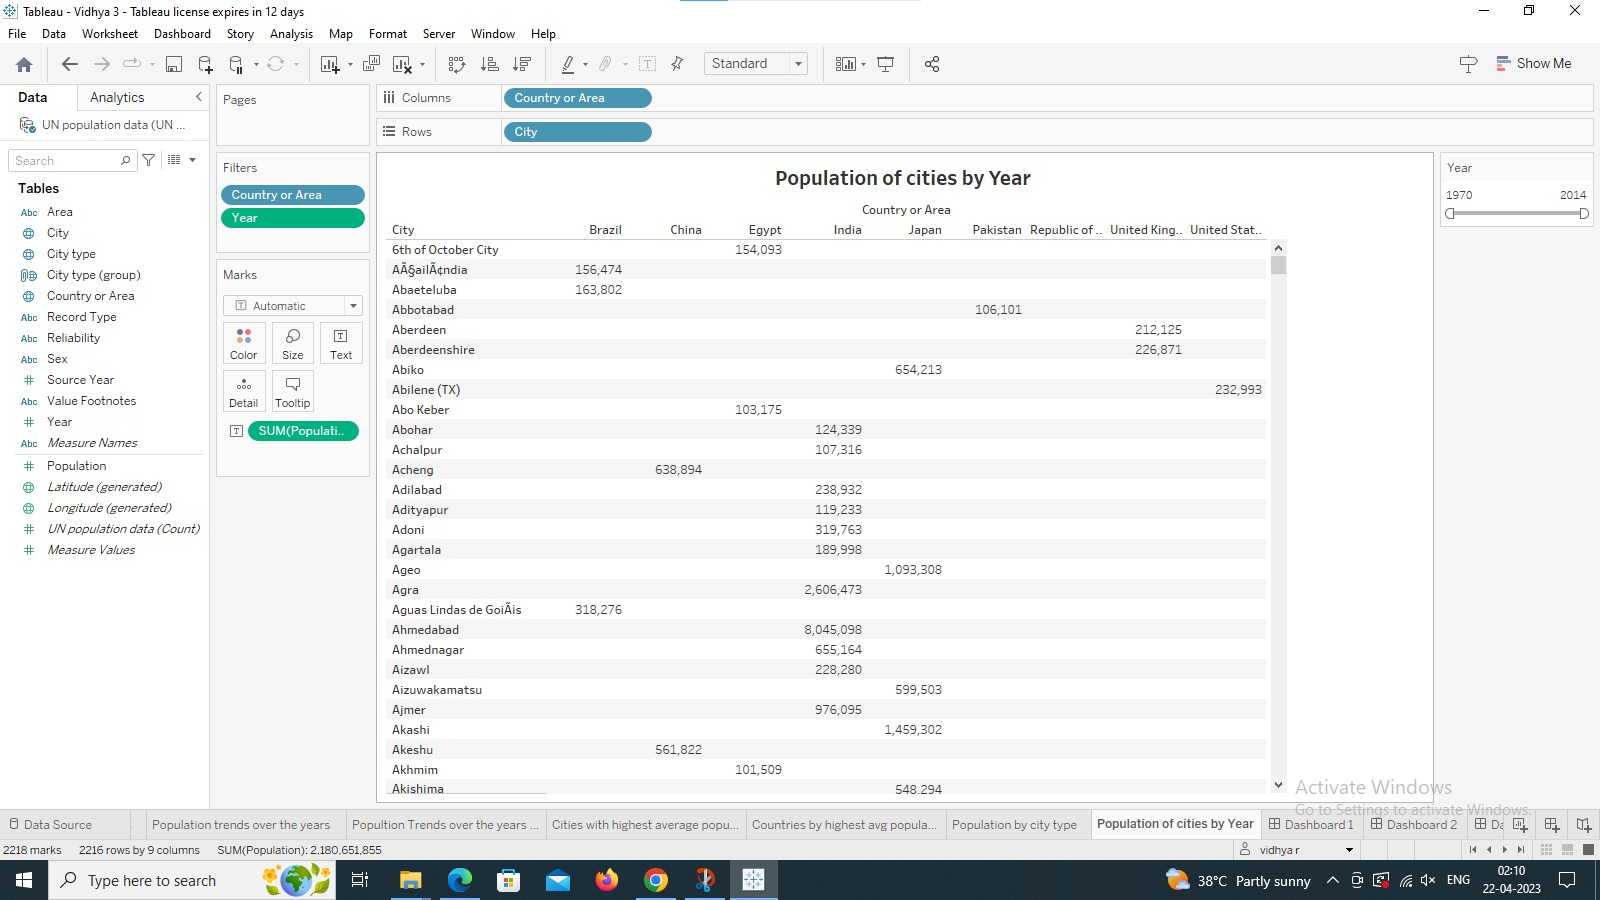 Tableau - Vidhya 3 - Tableau license expires in 12 days
File Data Worksheet Dashboard Story Analysis Map Format Server Window Help
Standard
Show Me
Data Analytics
UN population data (UN ...
Search
Tables
Abc Area
City
City type
City type (group)
Country or Area
Abc Record Type
Abc Reliability
Abc Sex
# Source Year
Abc Value Footnotes
# Year
Abc Measure Names
# Population
Latitude (generated)
Longitude (generated)
# UN population data (Count)
# Measure Values
Pages
Filters
Country or Area
Year
Marks
T Automatic
Color Size Text
Detail Tooltip
SUM(Populati..
Columns Country or Area
Rows City
Population of cities by Year
Country or Area
City Brazil China Egypt India Japan Pakistan Republic of .. United King.. United Stat..
6th of October City 154,093
AÃ§ailÃ¢ndia 156,474
Abaeteluba 163,802
Abbotabad 106,101
Aberdeen 212,125
Aberdeenshire 226,871
Abiko 654,213
Abilene (TX) 232,993
Abo Keber 103,175
Abohar 124,339
Achalpur 107,316
Acheng 638,894
Adilabad 238,932
Adityapur 119,233
Adoni 319,763
Agartala 189,998
Ageo 1,093,308
Agra 2,606,473
Aguas Lindas de GoiÃis 318,276
Ahmedabad 8,045,098
Ahmednagar 655,164
Aizawl 228,280
Aizuwakamatsu 599,503
Ajmer 976,095
Akashi 1,459,302
Akeshu 561,822
Akhmim 101,509
Akishima 548,294
Year
1970 2014
Activate Windows
Go to Settings to activate Windows.
Data Source Population trends over the years Popultion Trends over the years ... Cities with highest average popu... Countries by highest avg popula... Population by city type Population of cities by Year Dashboard 1 Dashboard 2 Da
2218 marks 2216 rows by 9 columns SUM(Population): 2,180,651,855 vidhya r
Type here to search 38°C Partly sunny ENG 02:10
22-04-2023